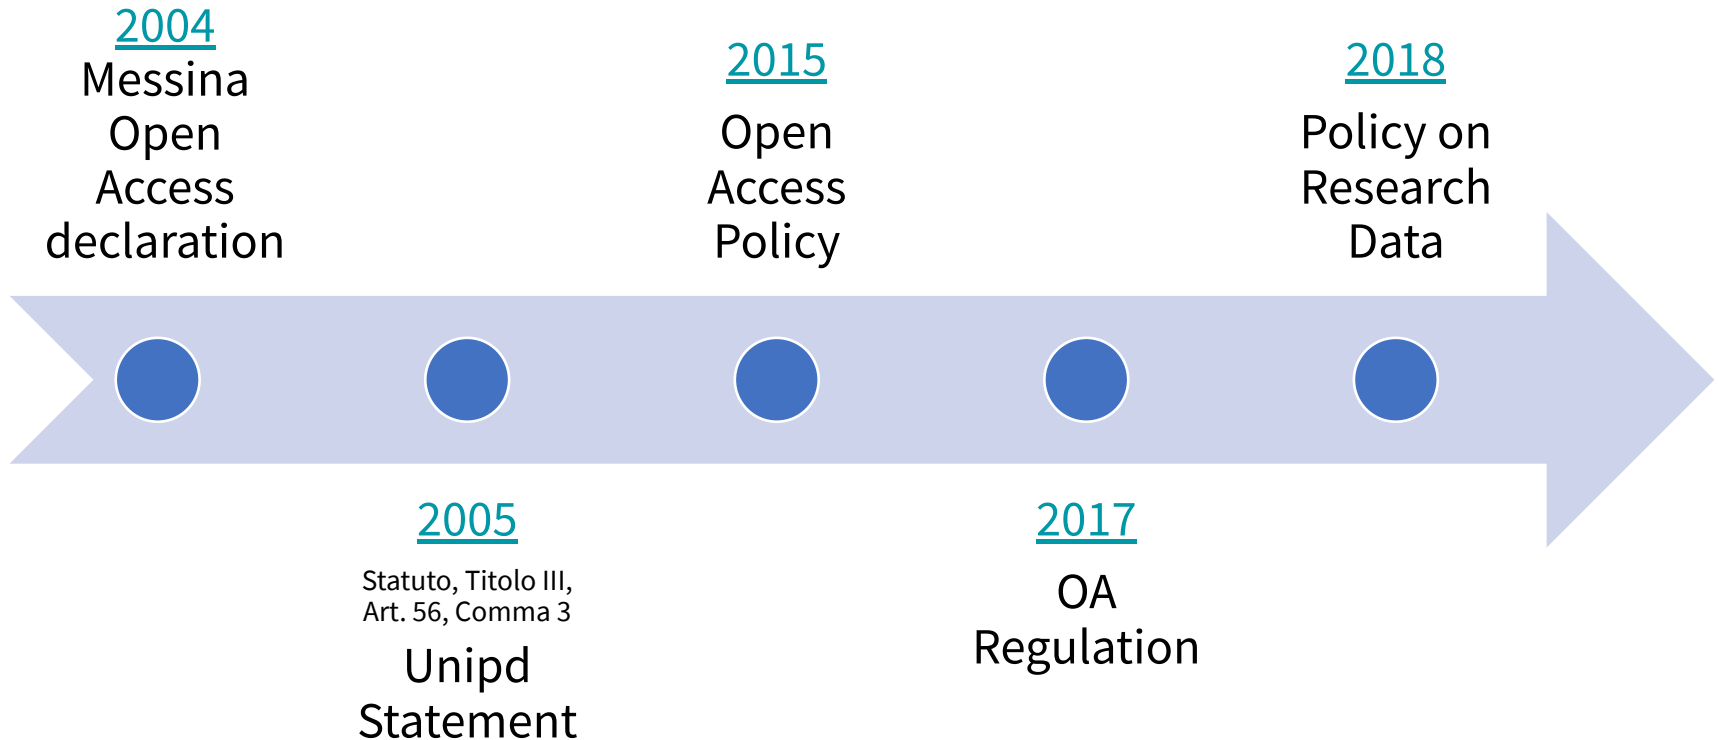 2004
Messina
Open
Access
declaration
2005
Statuto, Titolo III,
Art. 56, Comma 3
Unipd
Statement
2015
Open
Access
Policy
2017
OA
Regulation
2018
Policy on
Research
Data